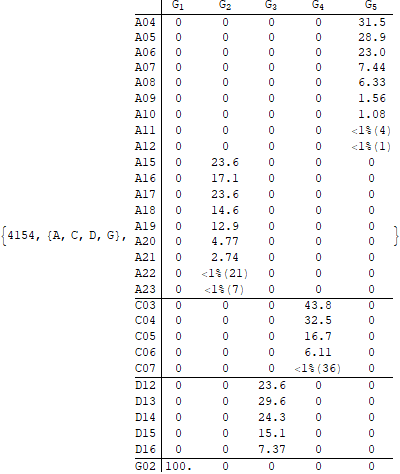 G1 G2 G3 G4 G5
A04 0 0 0 0 31.5
A05 0 0 0 0 28.9
A06 0 0 0 0 23.0
A07 0 0 0 0 7.44
A08 0 0 0 0 6.33
A09 0 0 0 0 1.56
A10 0 0 0 0 1.08
A11 0 0 0 0 <1%(4)
A12 0 0 0 0 <1%(1)
A15 0 23.6 0 0 0
A16 0 17.1 0 0 0
A17 0 23.6 0 0 0
A18 0 14.6 0 0 0
A19 0 12.9 0 0 0
{4154, {A, C, D, G}, A20 0 4.77 0 0 0 }
A21 0 2.74 0 0 0
A22 0 <1%(21) 0 0 0
A23 0 <1%(7) 0 0 0
C03 0 0 0 43.8 0
C04 0 0 0 32.5 0
C05 0 0 0 16.7 0
C06 0 0 0 6.11 0
C07 0 0 0 <1%(36) 0
D12 0 0 23.6 0 0
D13 0 0 29.6 0 0
D14 0 0 24.3 0 0
D15 0 0 15.1 0 0
D16 0 0 7.37 0 0
G02 100. 0 0 0 0